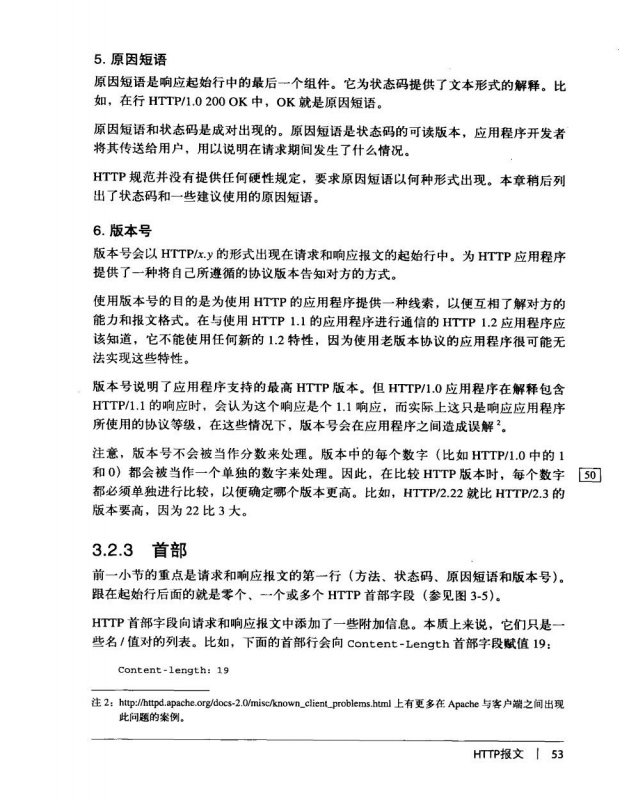 5. 原因短语
原因短语是响应起始行中的最后一个组件。它为状态码提供了文本形式的解释。比
如，在行 HTTP/1.0 200 OK 中，OK 就是原因短语。
原因短语和状态码是成对出现的。原因短语是状态码的可读版本，应用程序开发者
将其传送给用户，用以说明在请求期间发生了什么情况。
HTTP 规范并没有提供任何硬性规定，要求原因短语以何种形式出现。本章稍后列
出了状态码和一些建议使用的原因短语。
6. 版本号
版本号会以 HTTP/x.y 的形式出现在请求和响应报文的起始行中。为 HTTP 应用程序
提供了一种将自己所遵循的协议版本告知对方的方式。
使用版本号的目的是为使用 HTTP 的应用程序提供一种线索，以便互相了解对方的
能力和报文格式。在与使用 HTTP 1.1 的应用程序进行通信的 HTTP 1.2 应用程序应
该知道，它不能使用任何新的 1.2 特性，因为使用老版本协议的应用程序很可能无
法实现这些特性。
版本号说明了应用程序支持的最高 HTTP 版本。但 HTTP/1.0 应用程序在解释包含
HTTP/1.1 的响应时，会认为这个响应是个 1.1 响应，而实际上这只是响应应用程序
所使用的协议等级，在这些情况下，版本号会在应用程序之间造成误解²。
注意，版本号不会被当作分数来处理。版本中的每个数字（比如 HTTP/1.0 中的 1
和 0）都会被当作一个单独的数字来处理。因此，在比较 HTTP 版本时，每个数字 50
都必须单独进行比较，以便确定哪个版本更高。比如，HTTP/2.22 就比 HTTP/2.3 的
版本要高，因为 22 比 3 大。
3.2.3 首部
前一小节的重点是请求和响应报文的第一行（方法、状态码、原因短语和版本号）。
跟在起始行后面的就是零个、一个或多个 HTTP 首部字段（参见图 3-5）。
HTTP 首部字段向请求和响应报文中添加了一些附加信息。本质上来说，它们只是一
些名 / 值对的列表。比如，下面的首部行会向 Content-Length 首部字段赋值 19：
Content-length: 19
注 2：http://httpd.apache.org/docs-2.0/misc/known_client_problems.html 上有更多在 Apache 与客户端之间出现
此问题的案例。
HTTP报文 | 53